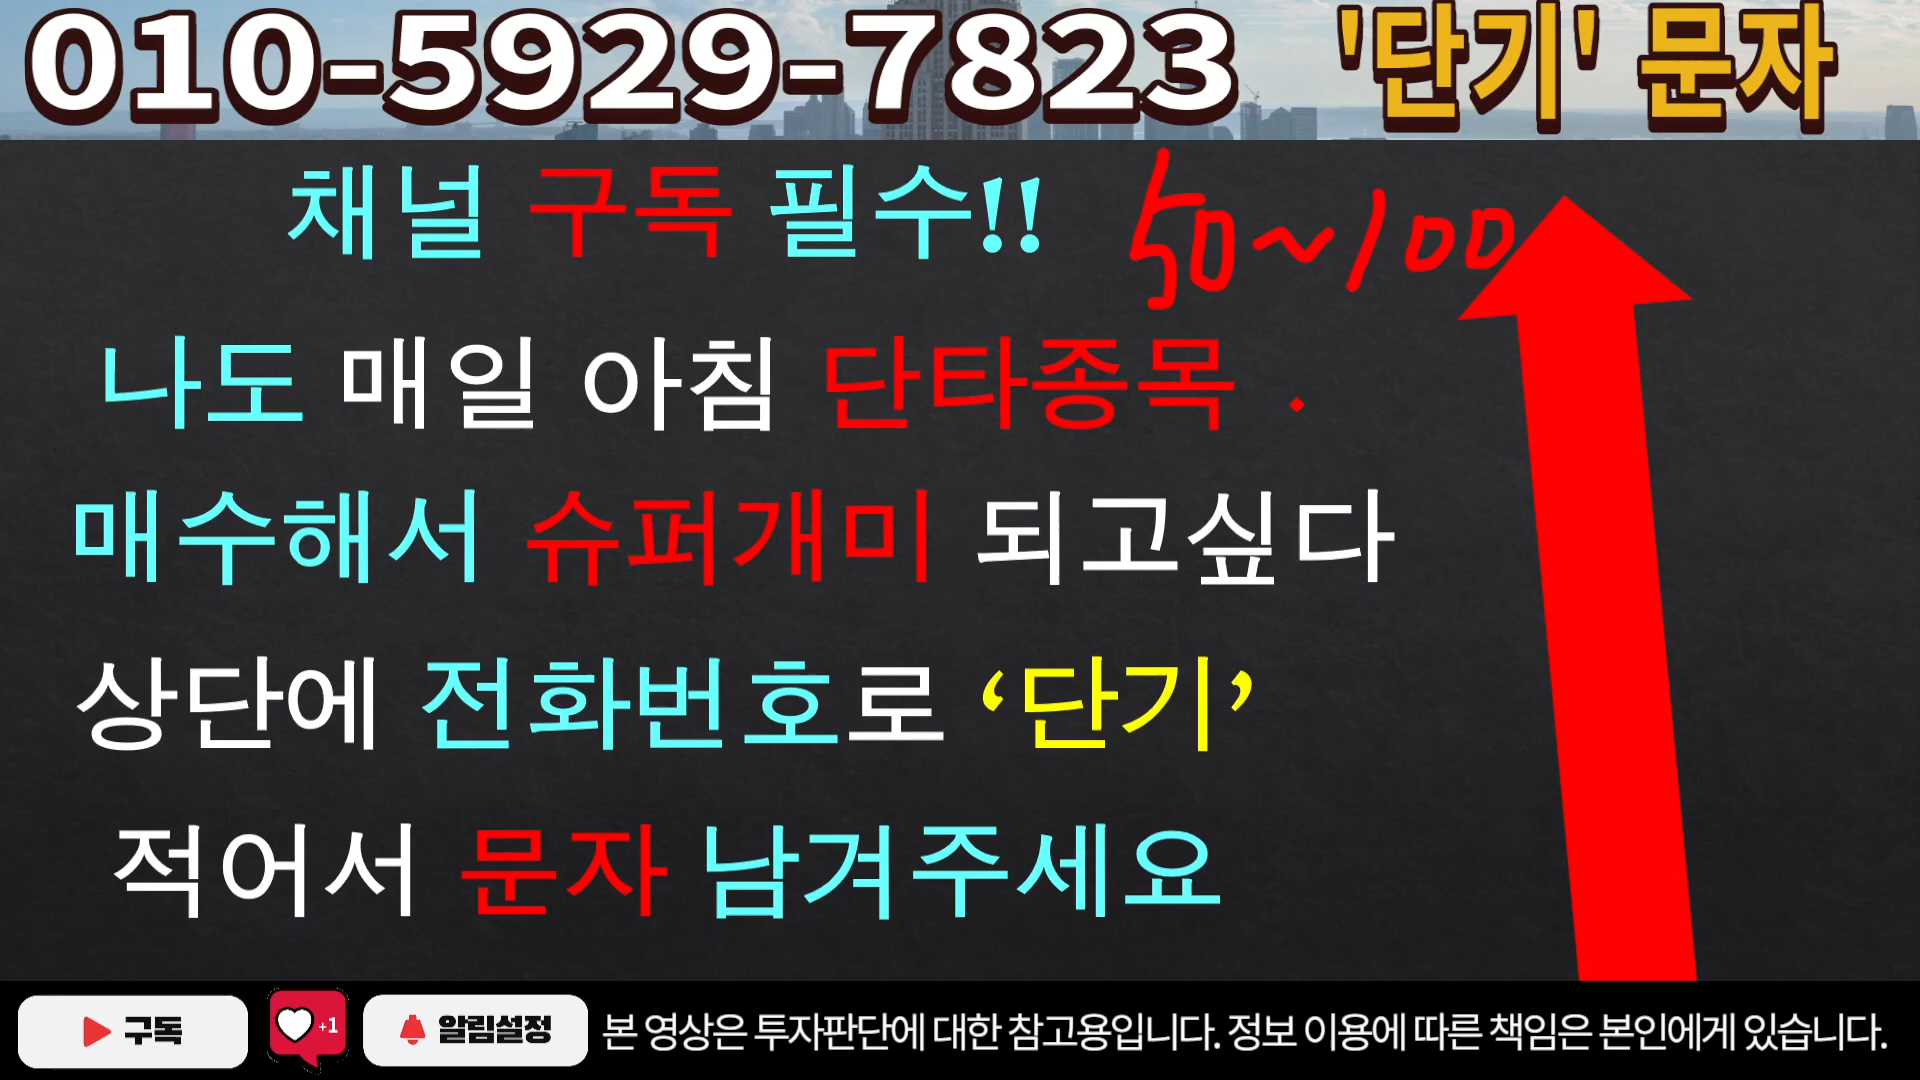 010-5929-7823 '단기' 문자
채널 구독 필수!! 50~100
나도 매일 아침 단타종목 .
매수해서 슈퍼개미 되고싶다
상단에 전화번호로 ‘단기’
적어서 문자 남겨주세요
구독 +1 알림설정 본 영상은 투자판단에 대한 참고용입니다. 정보 이용에 따른 책임은 본인에게 있습니다.